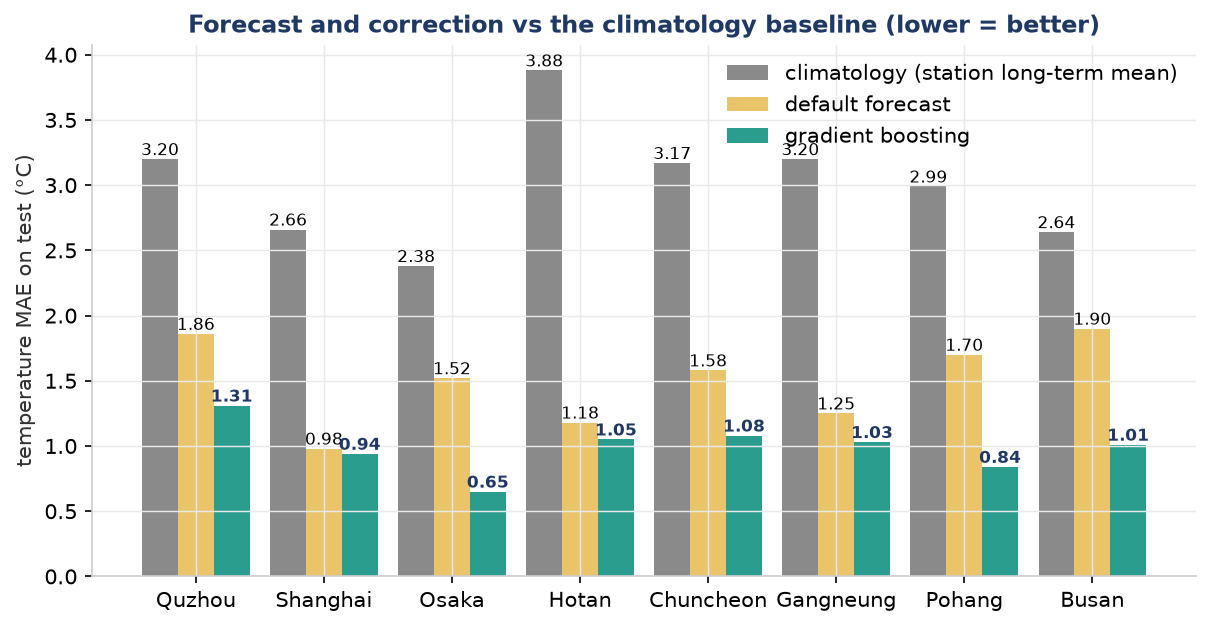 Forecast and correction vs the climatology baseline (lower = better)
climatology (station long-term mean)
default forecast
gradient boosting
temperature MAE on test (°C)
4.0
3.5
3.0
2.5
2.0
1.5
1.0
0.5
0.0
3.20 1.86 1.31
2.66 0.98 0.94
2.38 1.52 0.65
3.88 1.18 1.05
3.17 1.58 1.08
3.20 1.25 1.03
2.99 1.70 0.84
2.64 1.90 1.01
Quzhou Shanghai Osaka Hotan Chuncheon Gangneung Pohang Busan